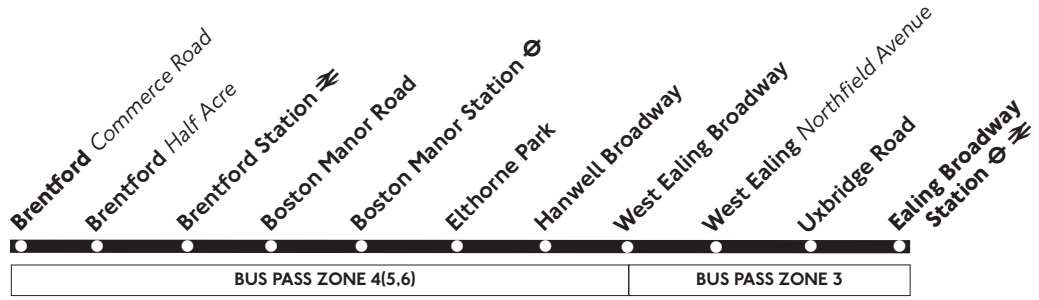 Brentford Commerce Road
Brentford Half Acre
Brentford Station
Boston Manor Road
Boston Manor Station
Elthorne Park
Hanwell Broadway
West Ealing Broadway
West Ealing Northfield Avenue
Uxbridge Road
Ealing Broadway
Station
BUS PASS ZONE 4(5,6)
BUS PASS ZONE 3